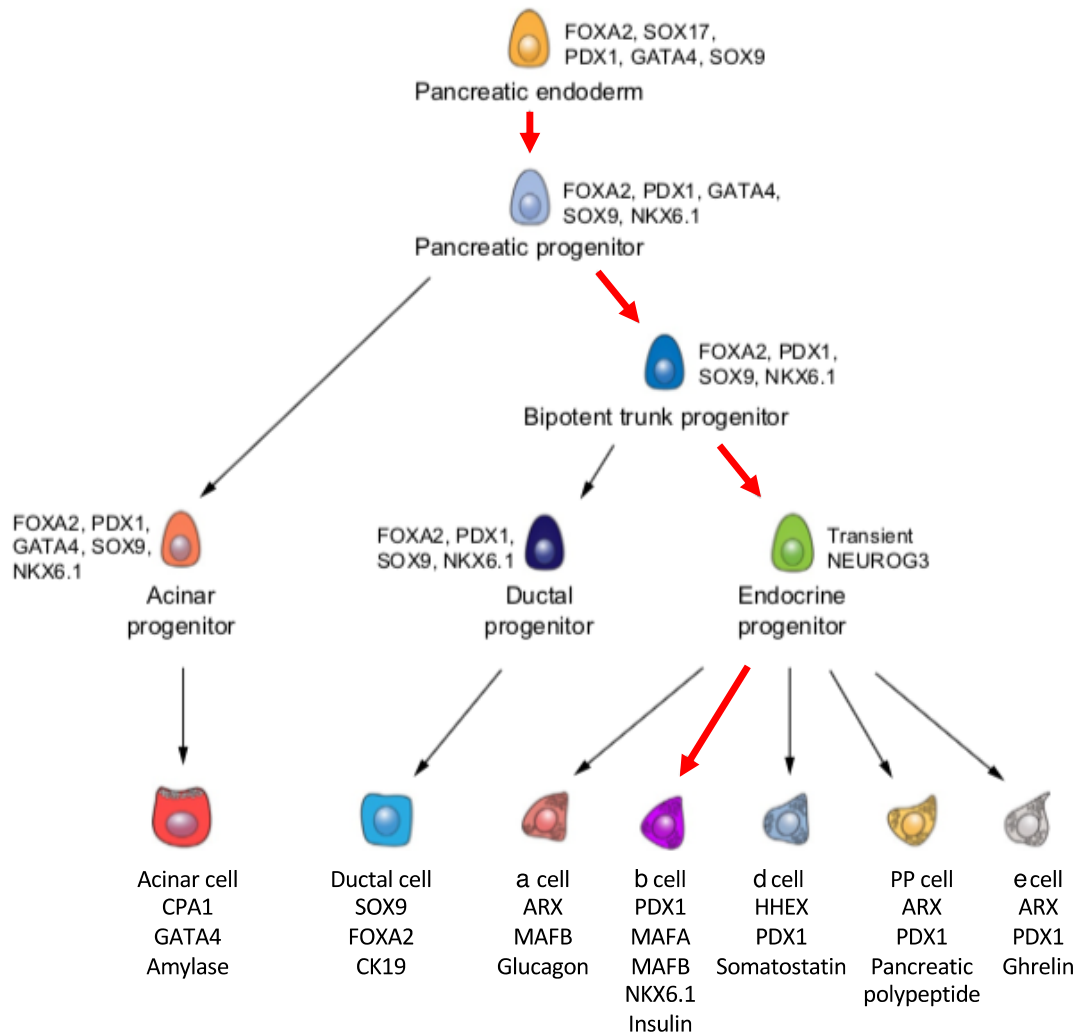 FOXA2, SOX17,
PDX1, GATA4, SOX9
Pancreatic endoderm
FOXA2, PDX1, GATA4,
SOX9, NKX6.1
Pancreatic progenitor
FOXA2, PDX1,
SOX9, NKX6.1
Bipotent trunk progenitor
FOXA2, PDX1,
GATA4, SOX9,
NKX6.1
Acinar
progenitor
FOXA2, PDX1,
SOX9, NKX6.1
Ductal
progenitor
Transient
NEUROG3
Endocrine
progenitor
Acinar cell
CPA1
GATA4
Amylase
Ductal cell
SOX9
FOXA2
CK19
a cell
ARX
MAFB
Glucagon
b cell
PDX1
MAFA
MAFB
NKX6.1
Insulin
d cell
HHEX
PDX1
Somatostatin
PP cell
ARX
PDX1
Pancreatic
polypeptide
e cell
ARX
PDX1
Ghrelin